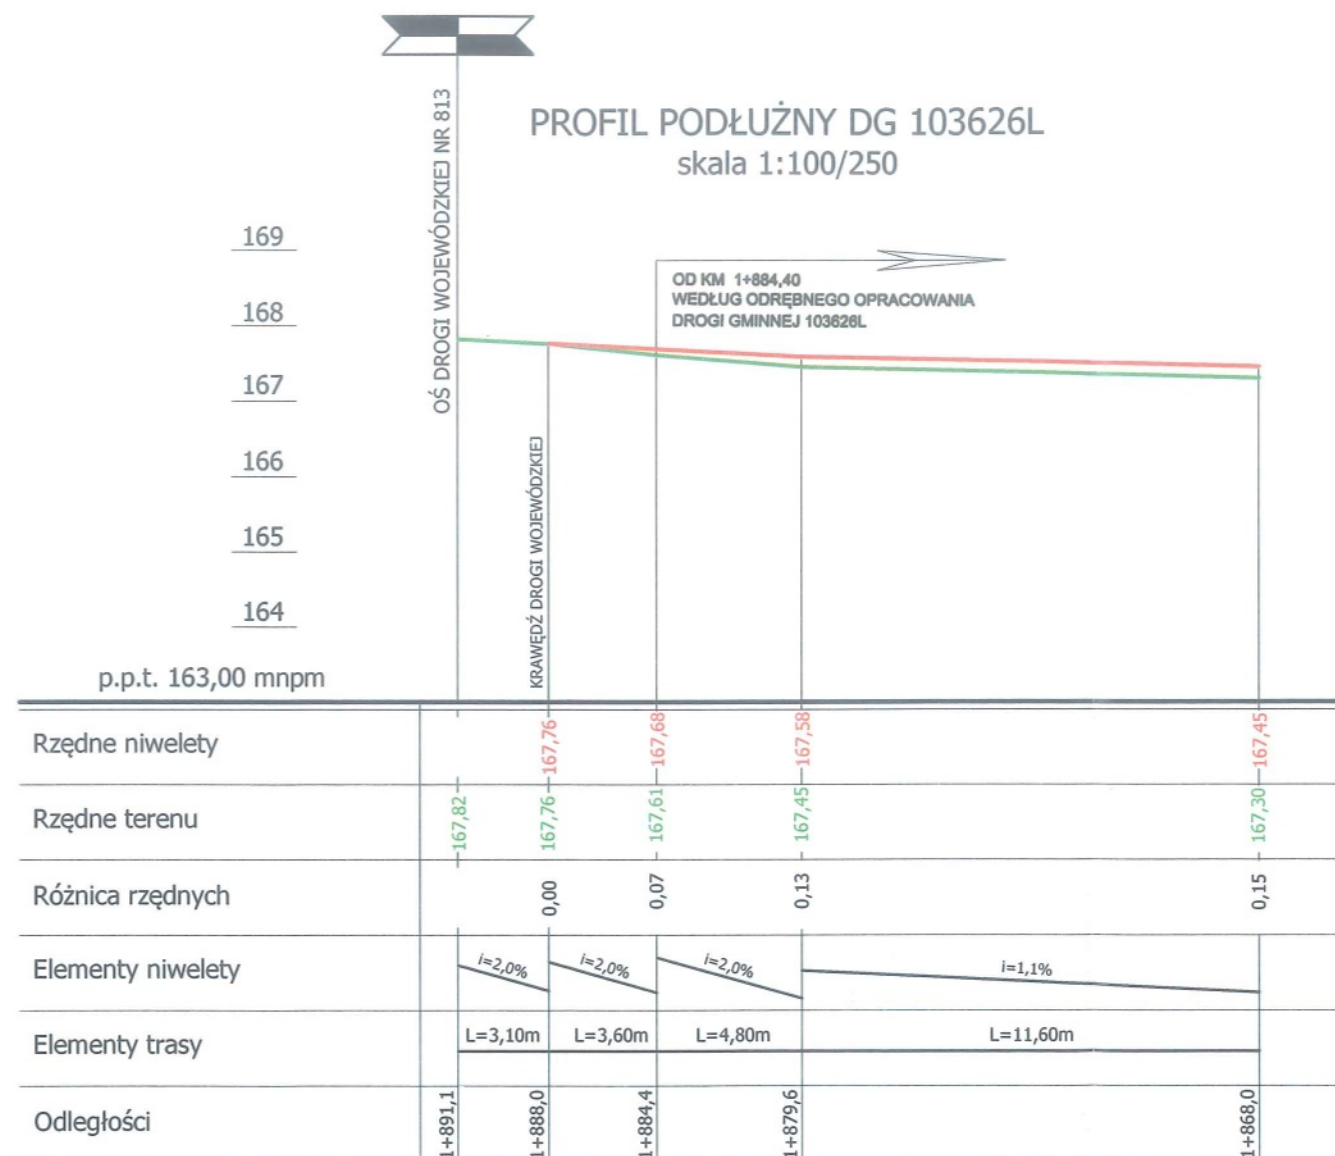 PROFIL PODŁUŻNY DG 103626L
skala 1:100/250
OŚ DROGI WOJEWÓDZKIEJ NR 813
169
168
167
166
165
164
OD KM 1+884,40
WEDŁUG ODRĘBNEGO OPRACOWANIA
DROGI GMINNEJ 103626L
KRAWĘDŹ DROGI WOJEWÓDZKIEJ
p.p.t. 163,00 mnpm
Rzędne niwelety 167,76 167,68 167,58 167,45
Rzędne terenu 167,82 167,76 167,61 167,45 167,30
Różnica rzędnych 0,00 0,07 0,13 0,15
Elementy niwelety i=2,0% i=2,0% i=2,0% i=1,1%
Elementy trasy L=3,10m L=3,60m L=4,80m L=11,60m
Odległości 1+891,1 1+888,0 1+884,4 1+879,6 1+868,0